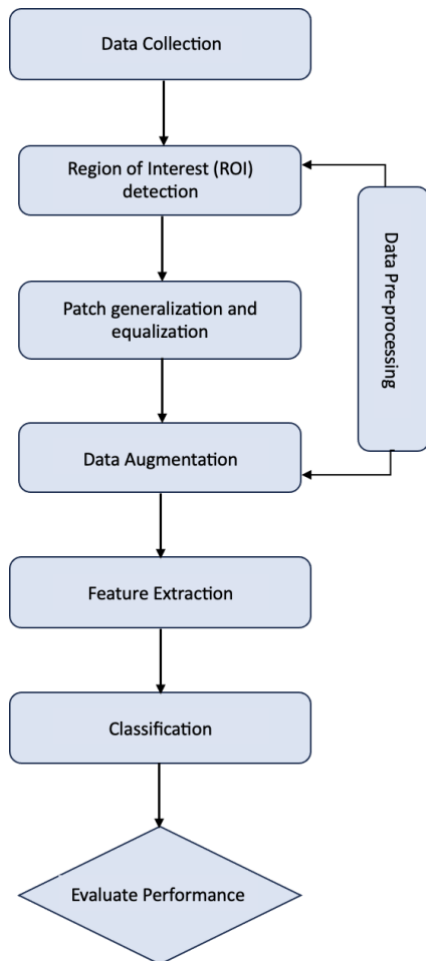 Data Collection
Region of Interest (ROI)
detection
Patch generalization and
equalization
Data Pre-processing
Data Augmentation
Feature Extraction
Classification
Evaluate Performance